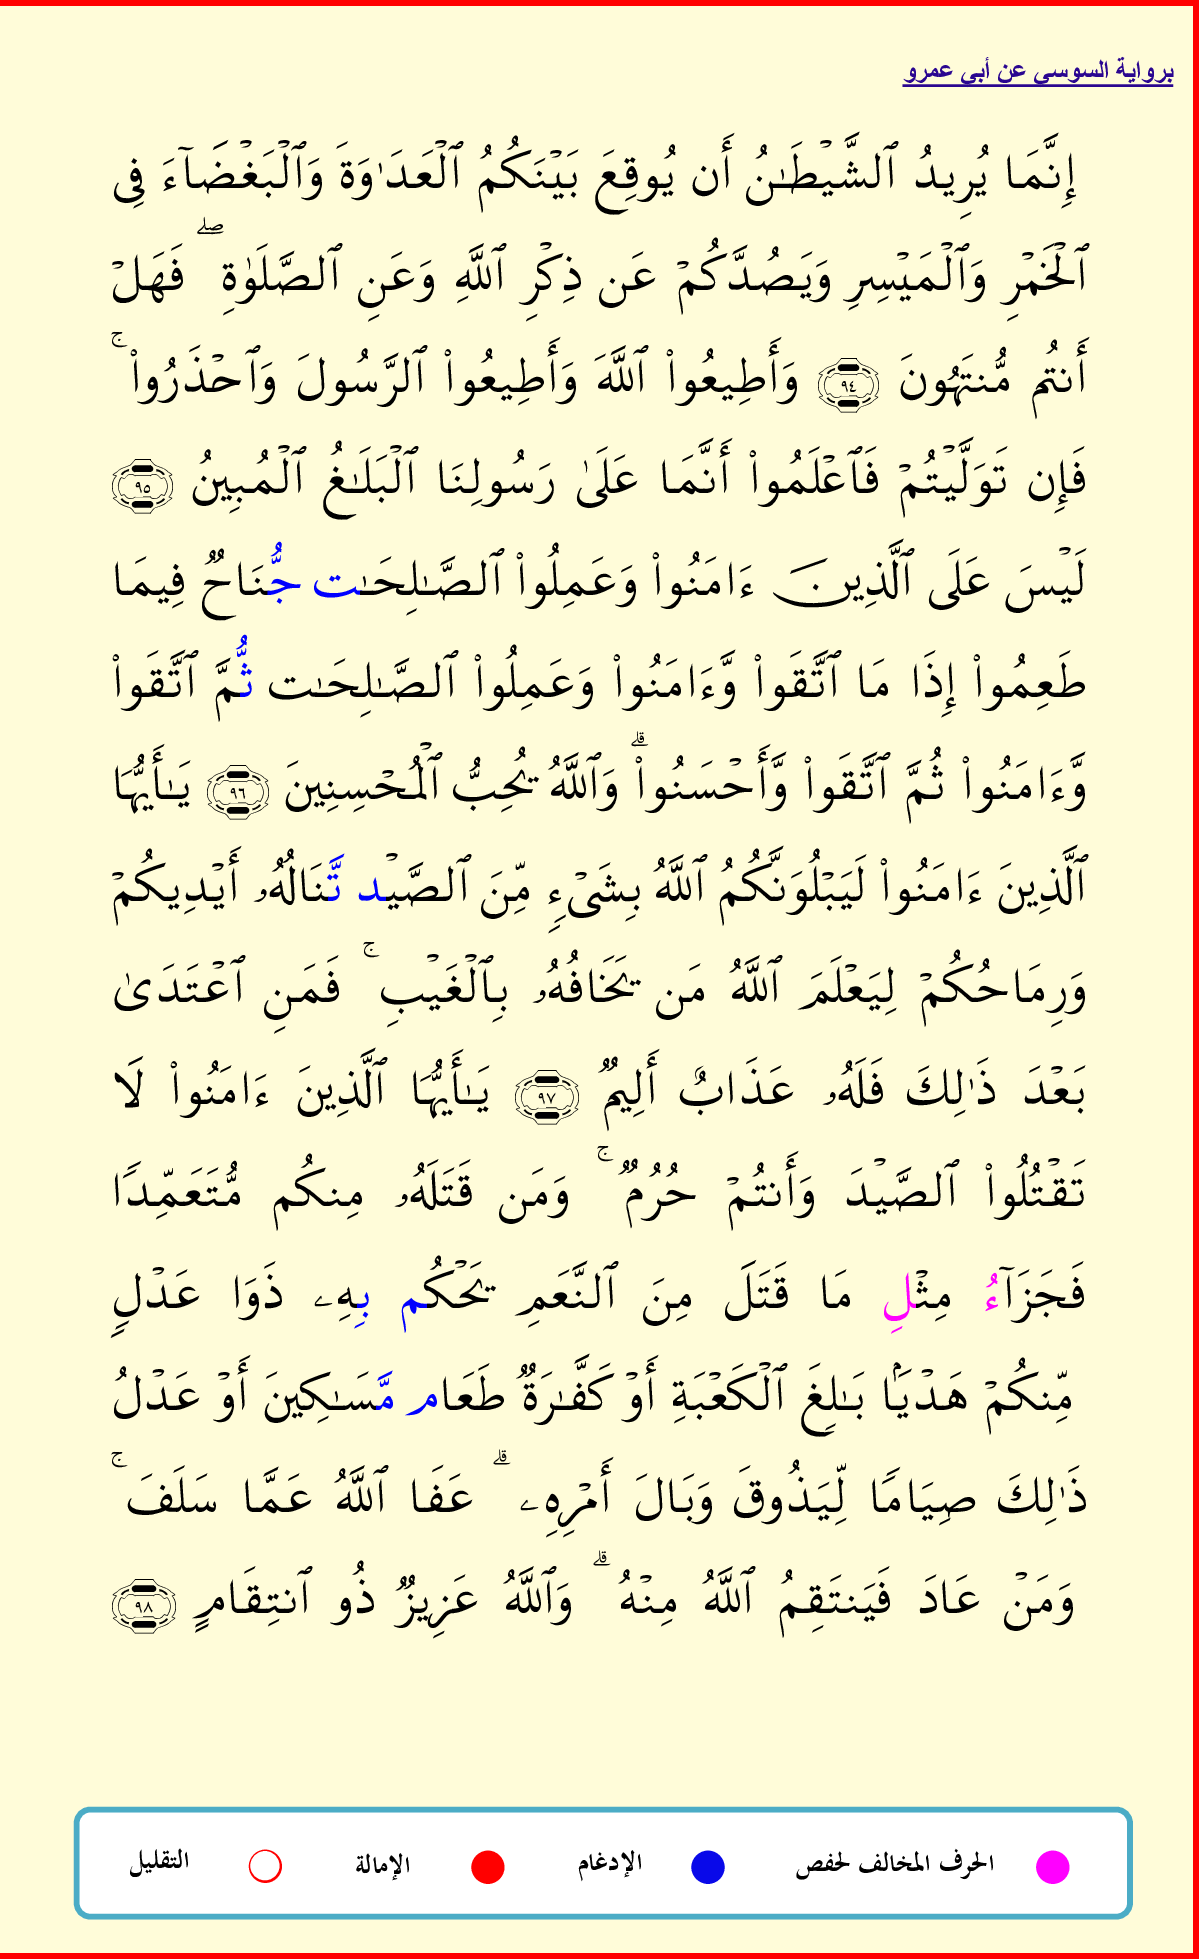 برواية السوسي عن أبي عمرو
إِنَّمَا يُرِيدُ ٱلشَّيْطَـٰنُ أَن يُوقِعَ بَيْنَكُمُ ٱلْعَدَٰوَةَ وَٱلْبَغْضَآءَ فِى
ٱلْخَمْرِ وَٱلْمَيْسِرِ وَيَصُدَّكُمْ عَن ذِكْرِ ٱللَّهِ وَعَنِ ٱلصَّلَوٰةِ ۖ فَهَلْ
أَنتُم مُّنتَهُونَ ٩٤ وَأَطِيعُوا۟ ٱللَّهَ وَأَطِيعُوا۟ ٱلرَّسُولَ وَٱحْذَرُوا۟ ۚ
فَإِن تَوَلَّيْتُمْ فَٱعْلَمُوا۟ أَنَّمَا عَلَىٰ رَسُولِنَا ٱلْبَلَـٰغُ ٱلْمُبِينُ ٩٥
لَيْسَ عَلَى ٱلَّذِينَ ءَامَنُوا۟ وَعَمِلُوا۟ ٱلصَّـٰلِحَـٰت جُّنَاحٌ فِيمَا
طَعِمُوا۟ إِذَا مَا ٱتَّقَوا۟ وَّءَامَنُوا۟ وَعَمِلُوا۟ ٱلصَّـٰلِحَـٰت ثُّمَّ ٱتَّقَوا۟
وَّءَامَنُوا۟ ثُمَّ ٱتَّقَوا۟ وَّأَحْسَنُوا۟ ۗ وَٱللَّهُ يُحِبُّ ٱلْمُحْسِنِينَ ٩٦ يَـٰٓأَيُّهَا
ٱلَّذِينَ ءَامَنُوا۟ لَيَبْلُوَنَّكُمُ ٱللَّهُ بِشَىْءٍ مِّنَ ٱلصَّيْد تَّنَالُهُۥ أَيْدِيكُمْ
وَرِمَاحُكُمْ لِيَعْلَمَ ٱللَّهُ مَن يَخَافُهُۥ بِٱلْغَيْبِ ۚ فَمَنِ ٱعْتَدَىٰ
بَعْدَ ذَٰلِكَ فَلَهُۥ عَذَابٌ أَلِيمٌ ٩٧ يَـٰٓأَيُّهَا ٱلَّذِينَ ءَامَنُوا۟ لَا
تَقْتُلُوا۟ ٱلصَّيْدَ وَأَنتُمْ حُرُمٌ ۚ وَمَن قَتَلَهُۥ مِنكُم مُّتَعَمِّدًا
فَجَزَآءُ مِثْلِ مَا قَتَلَ مِنَ ٱلنَّعَمِ يَحْكُم بِهِۦ ذَوَا عَدْلٍ
مِّنكُمْ هَدْيَۢا بَـٰلِغَ ٱلْكَعْبَةِ أَوْ كَفَّـٰرَةٌ طَعَام مَّسَـٰكِينَ أَوْ عَدْلُ
ذَٰلِكَ صِيَامًا لِّيَذُوقَ وَبَالَ أَمْرِهِۦ ۗ عَفَا ٱللَّهُ عَمَّا سَلَفَ ۚ
وَمَنْ عَادَ فَيَنتَقِمُ ٱللَّهُ مِنْهُ ۗ وَٱللَّهُ عَزِيزٌ ذُو ٱنتِقَامٍ ٩٨
الحرف المخالف لحفص الإدغام الإمالة التقليل